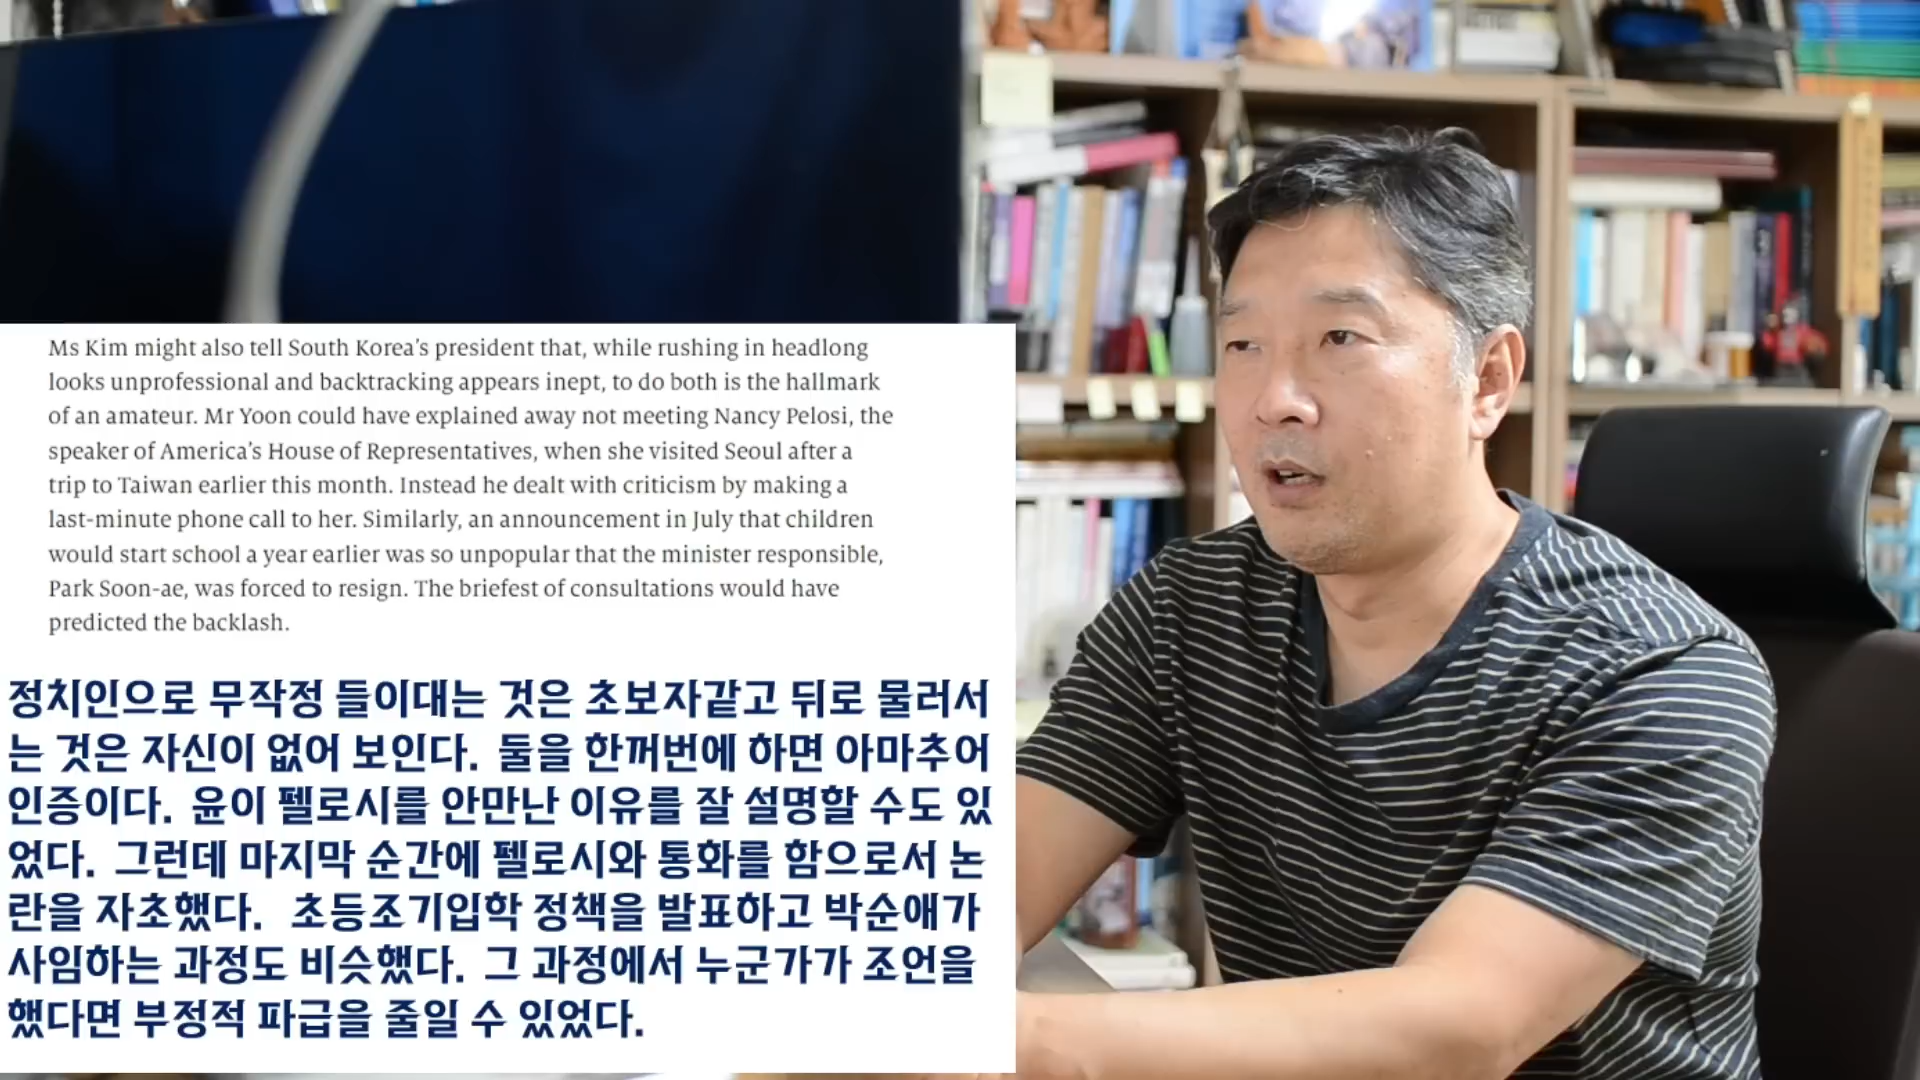 Ms Kim might also tell South Korea's president that, while rushing in headlong
looks unprofessional and backtracking appears inept, to do both is the hallmark
of an amateur. Mr Yoon could have explained away not meeting Nancy Pelosi, the
speaker of America's House of Representatives, when she visited Seoul after a
trip to Taiwan earlier this month. Instead he dealt with criticism by making a
last-minute phone call to her. Similarly, an announcement in July that children
would start school a year earlier was so unpopular that the minister responsible,
Park Soon-ae, was forced to resign. The briefest of consultations would have
predicted the backlash.
정치인으로 무작정 들이대는 것은 초보자같고 뒤로 물러서
는 것은 자신이 없어 보인다. 둘을 한꺼번에 하면 아마추어
인증이다. 윤이 펠로시를 안만난 이유를 잘 설명할 수도 있
었다. 그런데 마지막 순간에 펠로시와 통화를 함으로서 논
란을 자초했다. 초등조기입학 정책을 발표하고 박순애가
사임하는 과정도 비슷했다. 그 과정에서 누군가가 조언을
했다면 부정적 파급을 줄일 수 있었다.